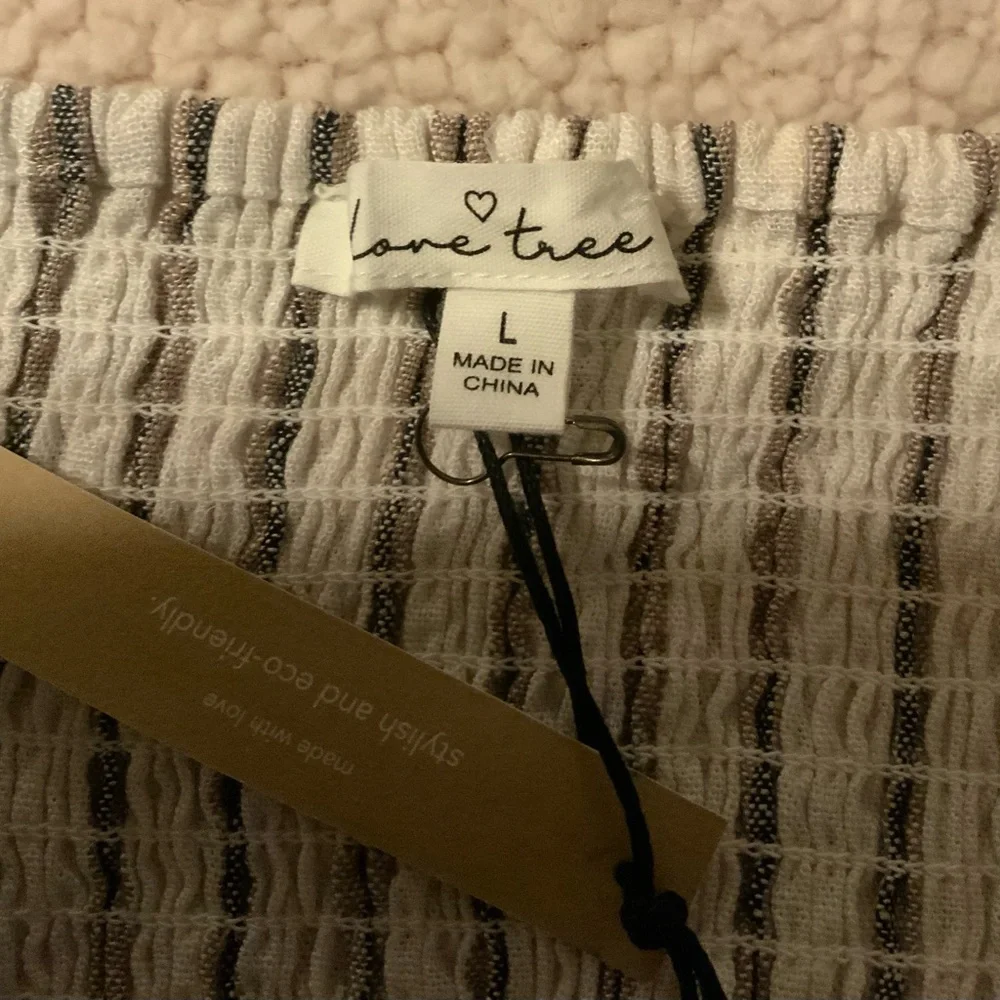 love tree
L
MADE IN
CHINA
made with love
stylish and eco-friendly.